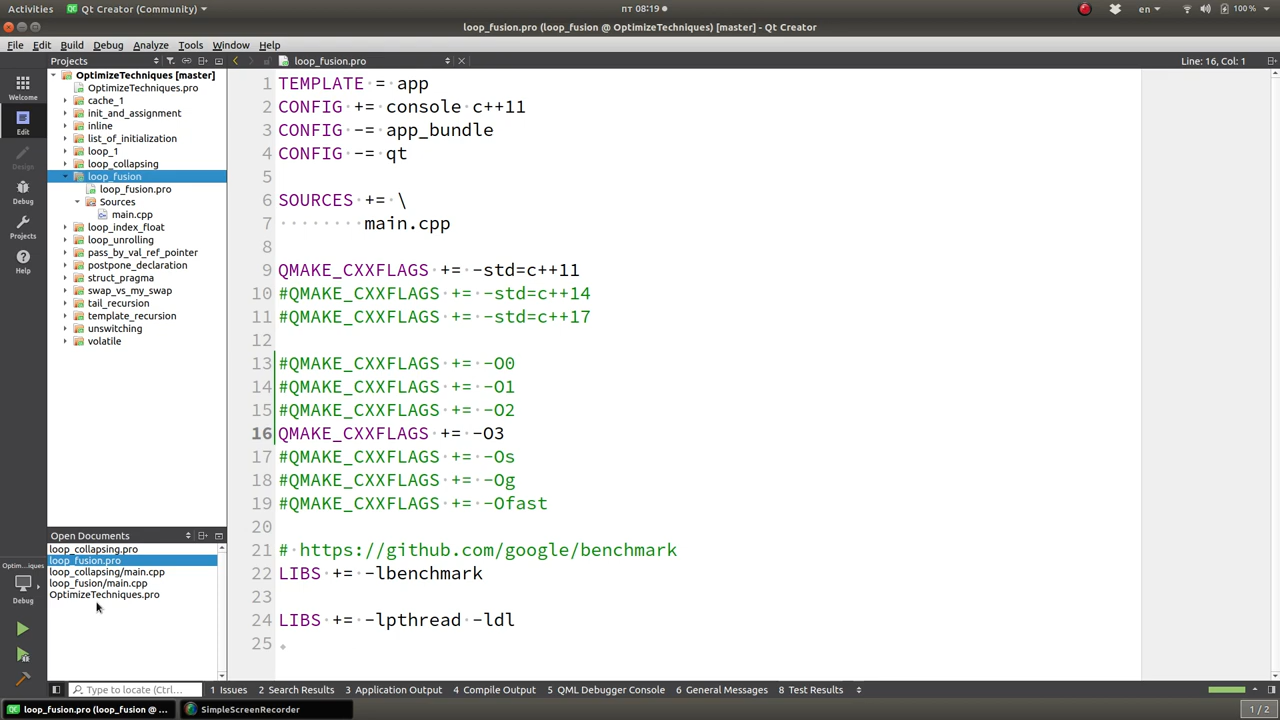 Activities
Qt Creator (Community)
пт 08:19
en
100 %
loop_fusion.pro (loop_fusion @ OptimizeTechniques) [master] - Qt Creator
File Edit Build Debug Analyze Tools Window Help
Projects
loop_fusion.pro
Line: 16, Col: 1
Welcome
Edit
Design
Debug
Projects
Help
OptimizeTechniques [master]
OptimizeTechniques.pro
cache_1
init_and_assignment
inline
list_of_initialization
loop_1
loop_collapsing
loop_fusion
loop_fusion.pro
Sources
main.cpp
loop_index_float
loop_unrolling
pass_by_val_ref_pointer
postpone_declaration
struct_pragma
swap_vs_my_swap
tail_recursion
template_recursion
unswitching
volatile
1 TEMPLATE = app
2 CONFIG += console c++11
3 CONFIG -= app_bundle
4 CONFIG -= qt
5
6 SOURCES += \
7 main.cpp
8
9 QMAKE_CXXFLAGS += -std=c++11
10 #QMAKE_CXXFLAGS += -std=c++14
11 #QMAKE_CXXFLAGS += -std=c++17
12
13 #QMAKE_CXXFLAGS += -O0
14 #QMAKE_CXXFLAGS += -O1
15 #QMAKE_CXXFLAGS += -O2
16 QMAKE_CXXFLAGS += -O3
17 #QMAKE_CXXFLAGS += -Os
18 #QMAKE_CXXFLAGS += -Og
19 #QMAKE_CXXFLAGS += -Ofast
20
21 # https://github.com/google/benchmark
22 LIBS += -lbenchmark
23
24 LIBS += -lpthread -ldl
25
Open Documents
loop_collapsing.pro
loop_fusion.pro
loop_collapsing/main.cpp
loop_fusion/main.cpp
OptimizeTechniques.pro
Optim...iques
Debug
Type to locate (Ctrl...
1 Issues 2 Search Results 3 Application Output 4 Compile Output 5 QML Debugger Console 6 General Messages 8 Test Results
loop_fusion.pro (loop_fusion @ ...
SimpleScreenRecorder
1 / 2